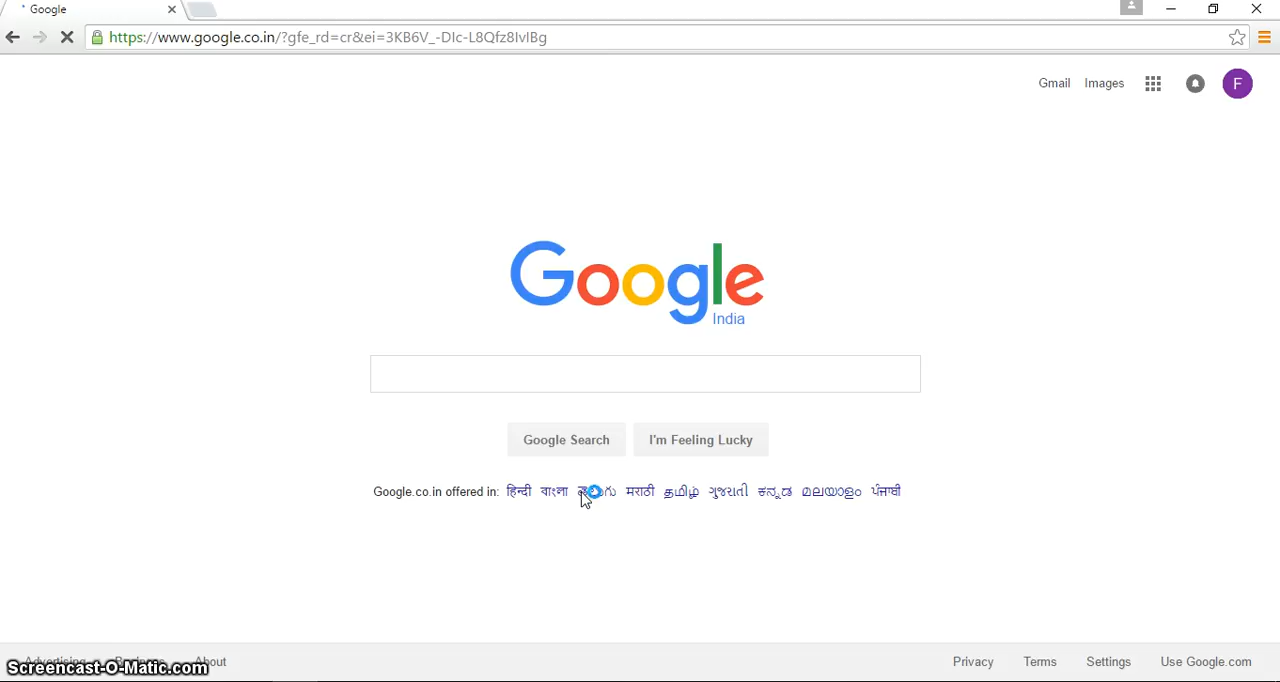 Google
https://www.google.co.in/?gfe_rd=cr&ei=3KB6V_-DIc-L8Qfz8IvIBg
Gmail Images F
Google
India
Google Search I'm Feeling Lucky
Google.co.in offered in: हिन्दी বাংলা मराठी தமிழ் ગુજરાતી ಕನ್ನಡ മലയാളം ਪੰਜਾਬੀ
About Privacy Terms Settings Use Google.com
Screencast-O-Matic.com